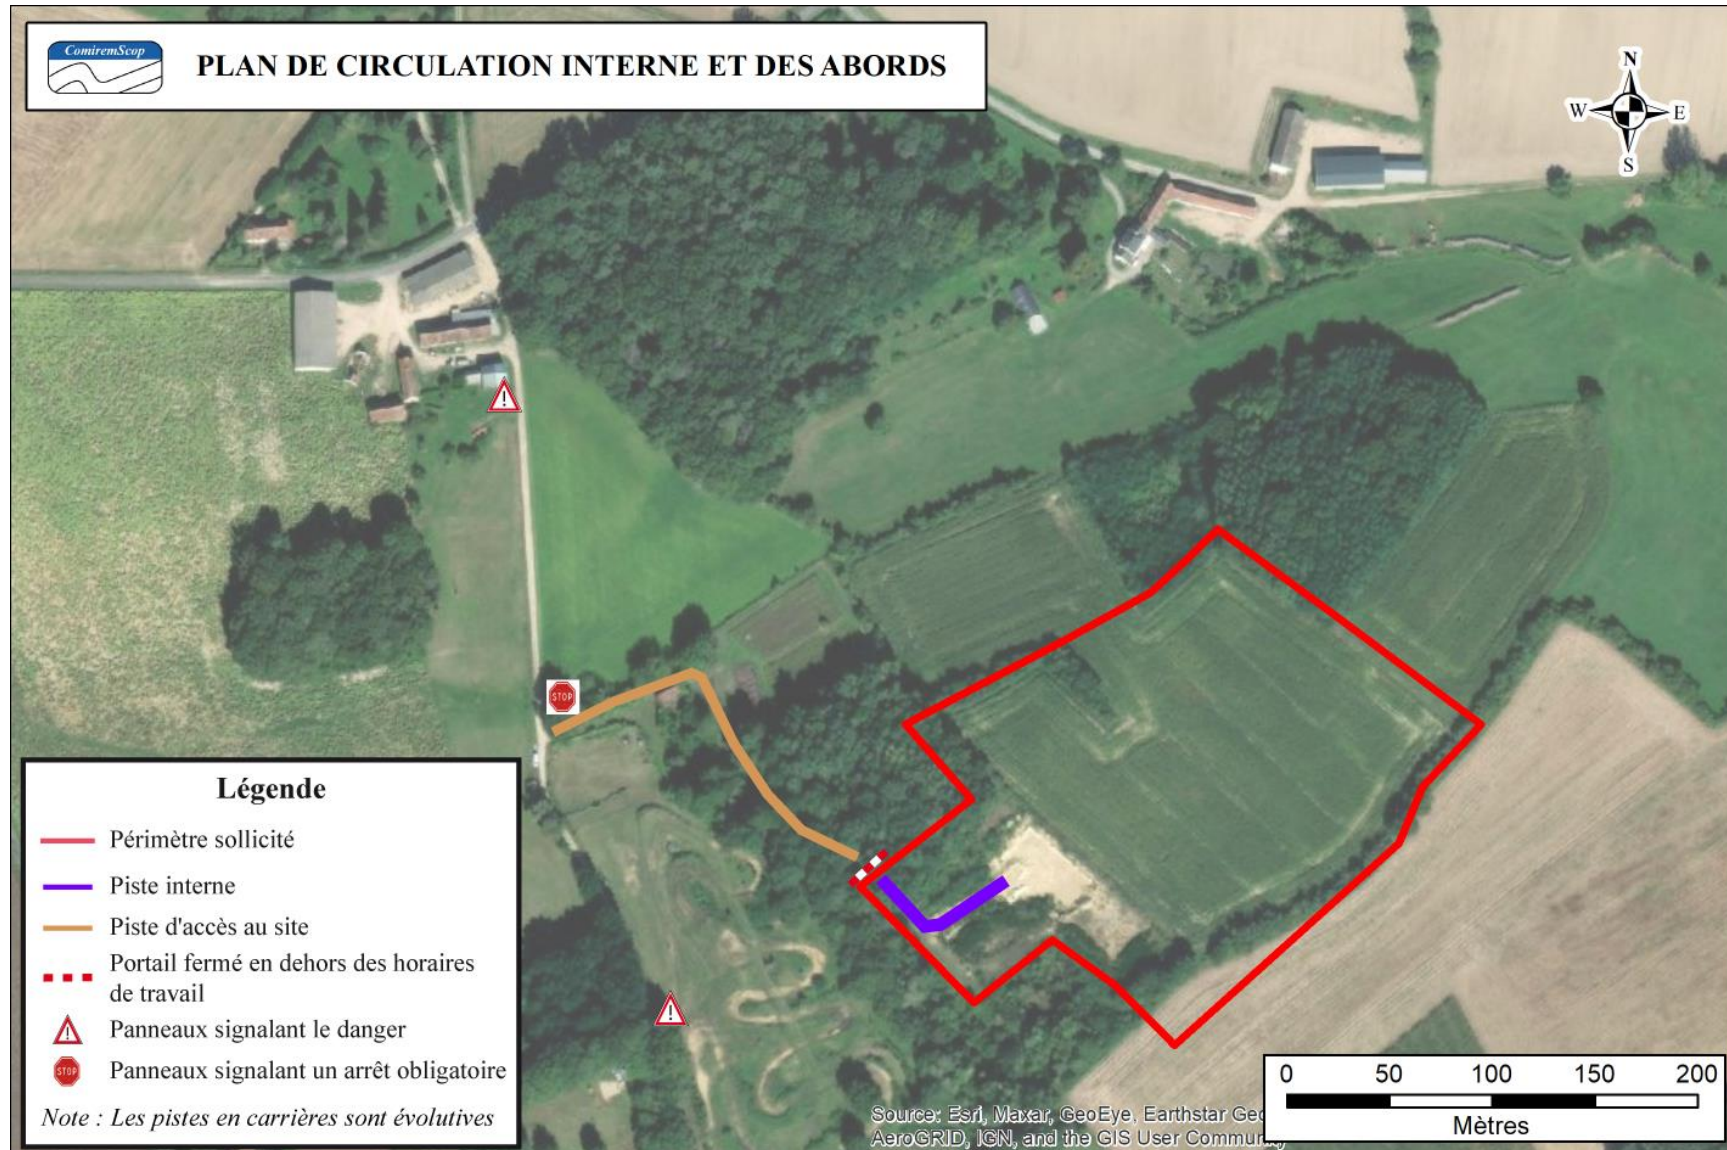 ComiremScop
PLAN DE CIRCULATION INTERNE ET DES ABORDS
N
W E
S
STOP
Légende
Périmètre sollicité
Piste interne
Piste d'accès au site
Portail fermé en dehors des horaires
de travail
Panneaux signalant le danger
STOP
Panneaux signalant un arrêt obligatoire
Note : Les pistes en carrières sont évolutives
0 50 100 150 200
Mètres
Source: Esri, Maxar, GeoEye, Earthstar Geo
AeroGRID, IGN, and the GIS User Community